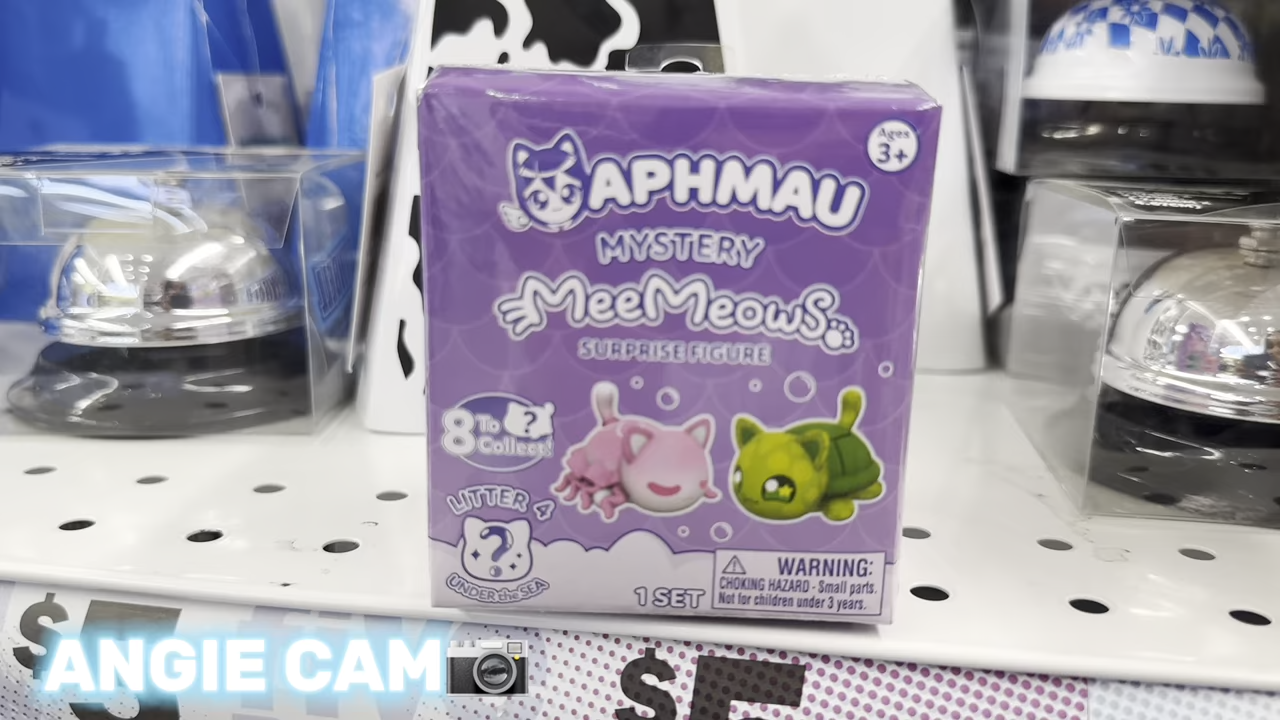 Ages
3+
APHMAU
MYSTERY
MeeMeows
SURPRISE FIGURE
8 To
Collect!
?
LITTER 4
?
UNDER the SEA
1 SET
WARNING:
CHOKING HAZARD - Small parts.
Not for children under 3 years.
ANGIE CAM
$5
$5